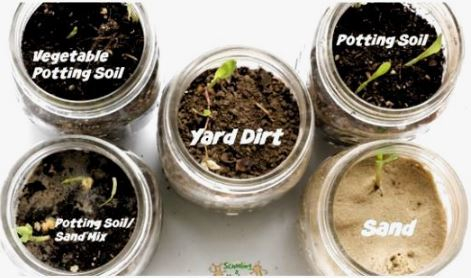 Vegetable
Potting Soil
Potting Soil
Yard Dirt
Potting Soil/
Sand Mix
Sand